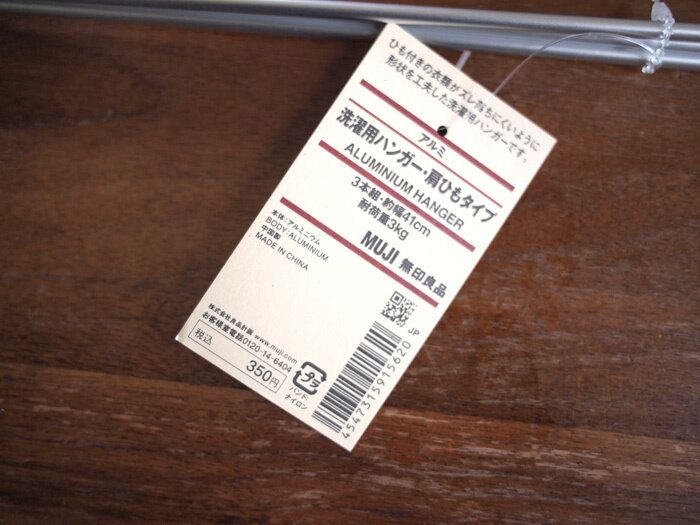 ひも付きの衣類がズレ落ちにくいように
形状を工夫した洗濯用ハンガーです。
アルミ
洗濯用ハンガー・肩ひもタイプ
ALUMINIUM HANGER
3本組・約幅41cm
耐荷重3kg
MUJI 無印良品
本体:アルミニウム
BODY:ALUMINIUM
中国製
MADE IN CHINA
JP
株式会社良品計画 www.muji.com
お客様室電話0120-14-6404
税込 350円
プラ
バンド
ナイロン
4547315915620